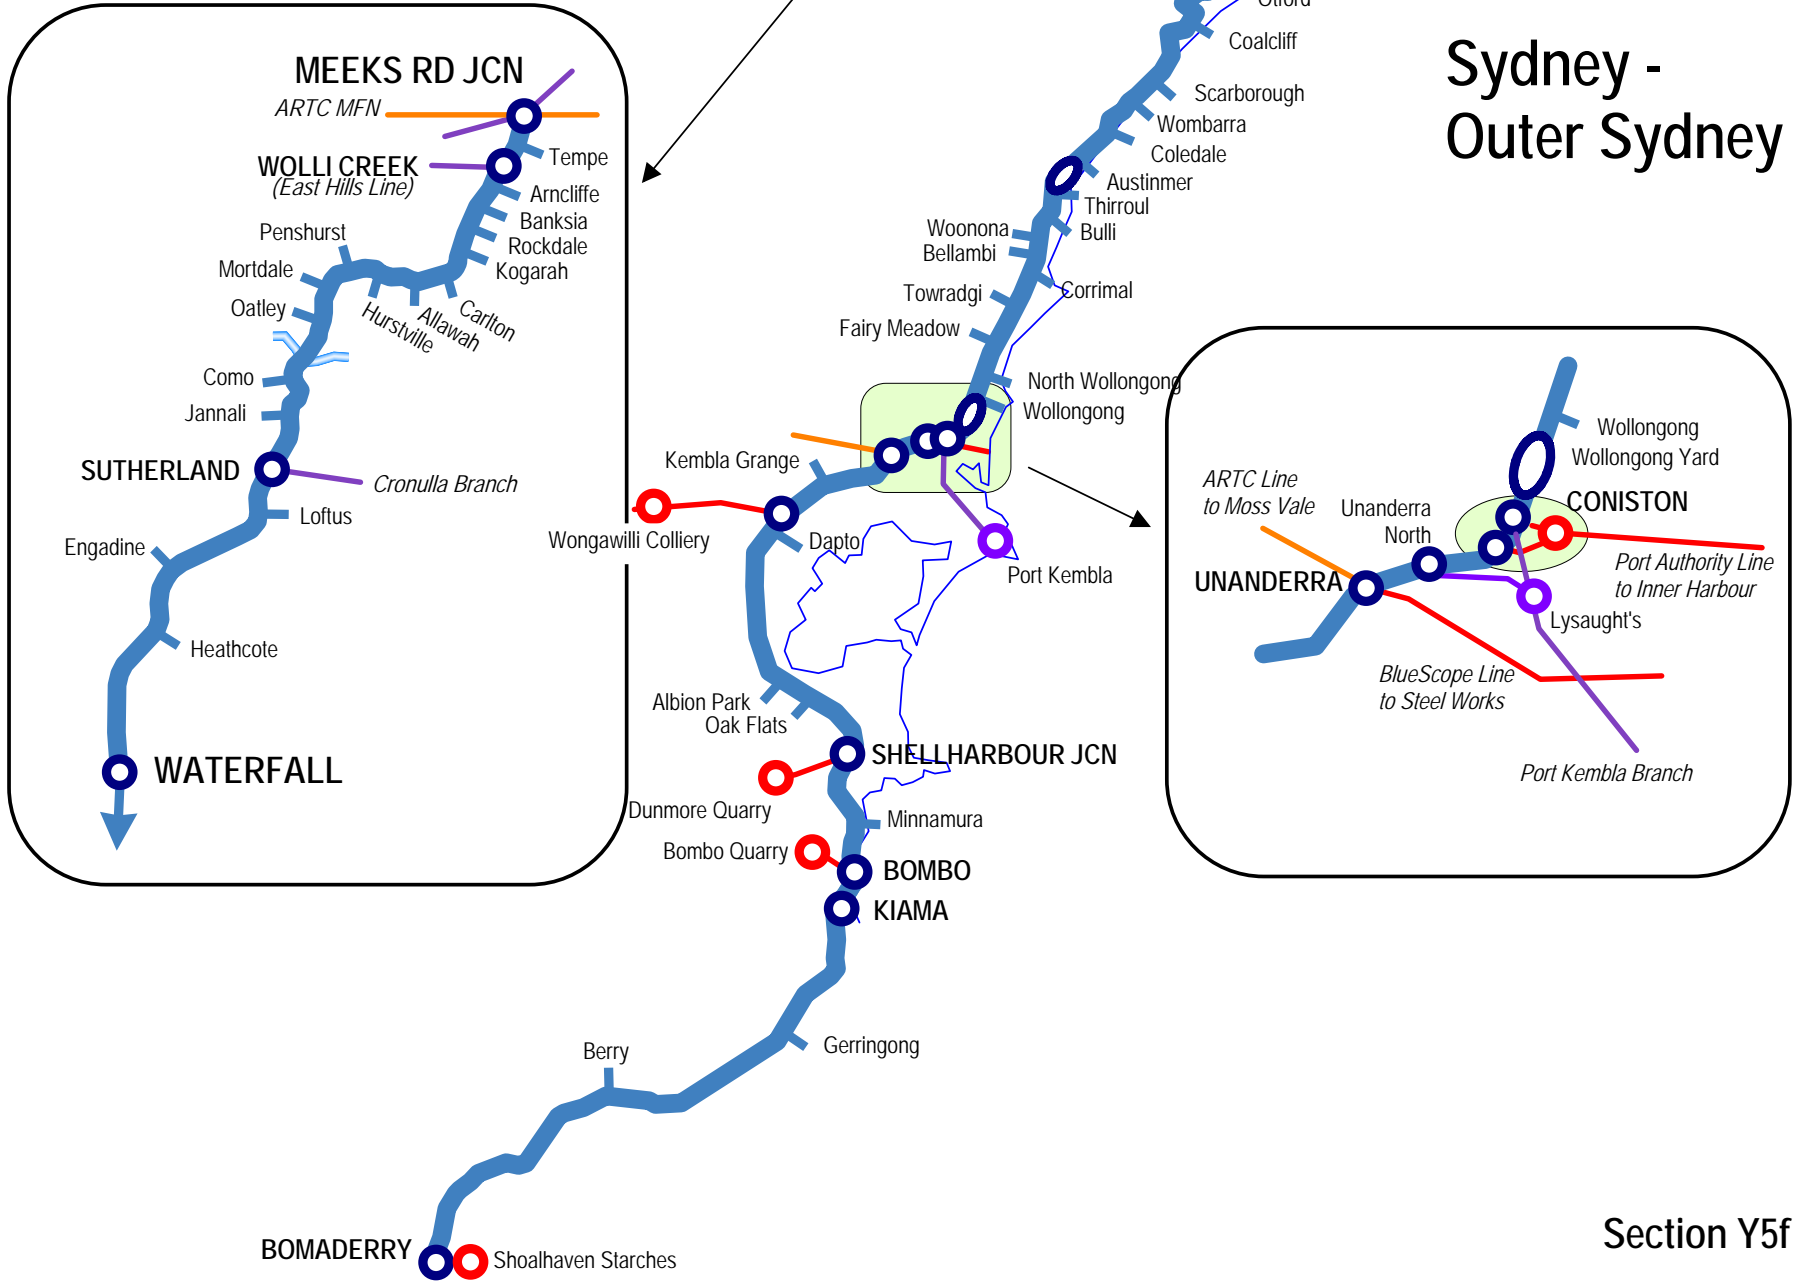 Sydney -
Outer Sydney
MEEKS RD JCN
ARTC MFN
Tempe
WOLLI CREEK
(East Hills Line)
Arncliffe
Banksia
Rockdale
Kogarah
Penshurst
Mortdale
Oatley
Hurstville
Allawah
Carlton
Como
Jannali
SUTHERLAND
Cronulla Branch
Loftus
Engadine
Heathcote
WATERFALL
Otford
Coalcliff
Scarborough
Wombarra
Coledale
Austinmer
Thirroul
Bulli
Woonona
Bellambi
Corrimal
Towradgi
Fairy Meadow
North Wollongong
Wollongong
Kembla Grange
Wongawilli Colliery
Dapto
Port Kembla
Albion Park
Oak Flats
SHELLHARBOUR JCN
Dunmore Quarry
Minnamura
Bombo Quarry
BOMBO
KIAMA
Gerringong
Berry
BOMADERRY
Shoalhaven Starches
Wollongong
Wollongong Yard
CONISTON
ARTC Line
to Moss Vale
Unanderra
North
UNANDERRA
Port Authority Line
to Inner Harbour
Lysaught's
BlueScope Line
to Steel Works
Port Kembla Branch
Section Y5f